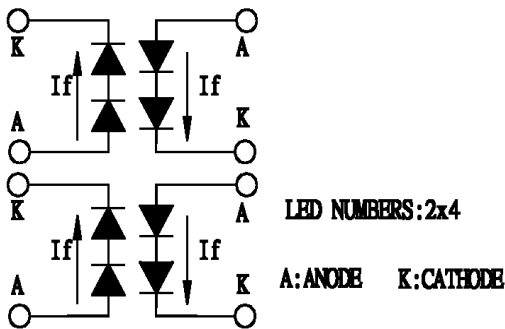 K A
If If
A K
K A
LED NUMBERS:2x4
If If
A K
A:ANODE K:CATHODE